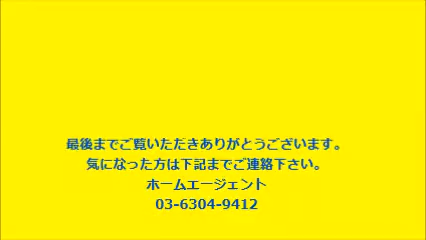 最後までご覧いただきありがとうございます。
気になった方は下記までご連絡下さい。
ホームエージェント
03-6304-9412